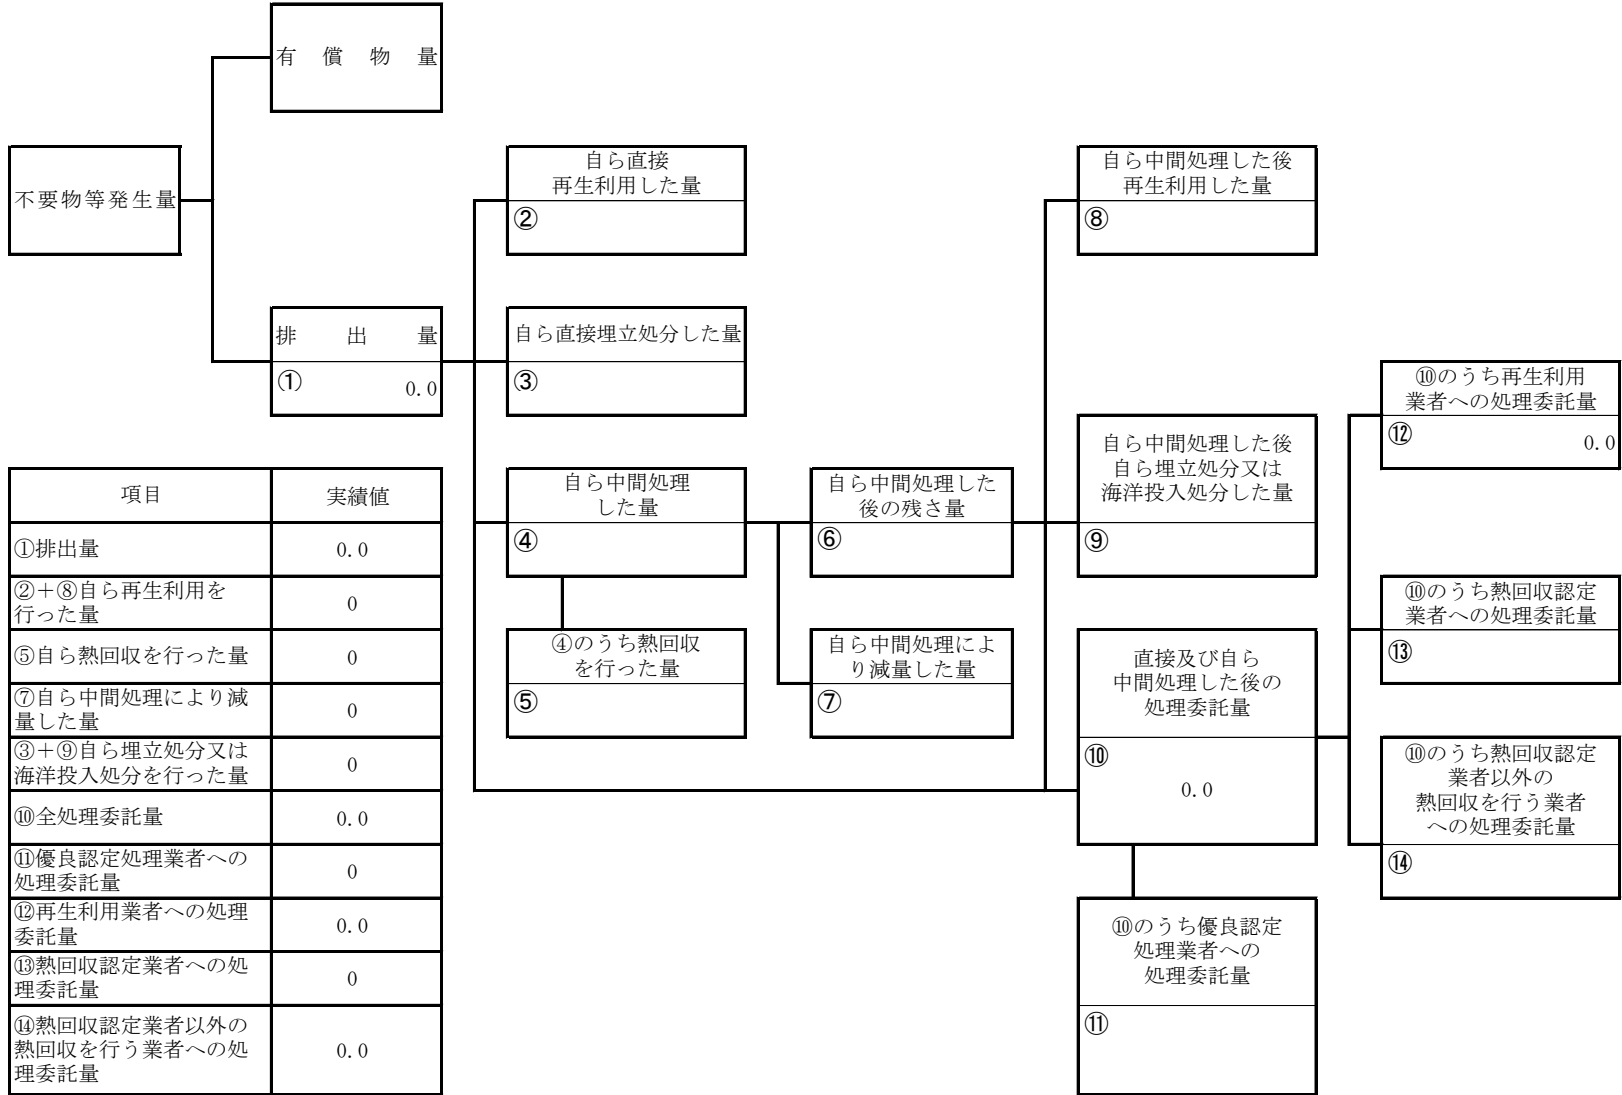 有償物量
不要物等発生量
排出量
① 0.0
自ら直接
再生利用した量
②
自ら直接埋立処分した量
③
自ら中間処理
した量
④
④のうち熱回収
を行った量
⑤
自ら中間処理した
後の残さ量
⑥
自ら中間処理によ
り減量した量
⑦
自ら中間処理した後
再生利用した量
⑧
自ら中間処理した後
自ら埋立処分又は
海洋投入処分した量
⑨
直接及び自ら
中間処理した後の
処理委託量
⑩
0.0
⑩のうち優良認定
処理業者への
処理委託量
⑪
⑩のうち再生利用
業者への処理委託量
⑫ 0.0
⑩のうち熱回収認定
業者への処理委託量
⑬
⑩のうち熱回収認定
業者以外の
熱回収を行う業者
への処理委託量
⑭
項目 実績値
①排出量 0.0
②＋⑧自ら再生利用を
行った量 0
⑤自ら熱回収を行った量 0
⑦自ら中間処理により減
量した量 0
③＋⑨自ら埋立処分又は
海洋投入処分を行った量 0
⑩全処理委託量 0.0
⑪優良認定処理業者への
処理委託量 0
⑫再生利用業者への処理
委託量 0.0
⑬熱回収認定業者への処
理委託量 0
⑭熱回収認定業者以外の
熱回収を行う業者への処
理委託量 0.0